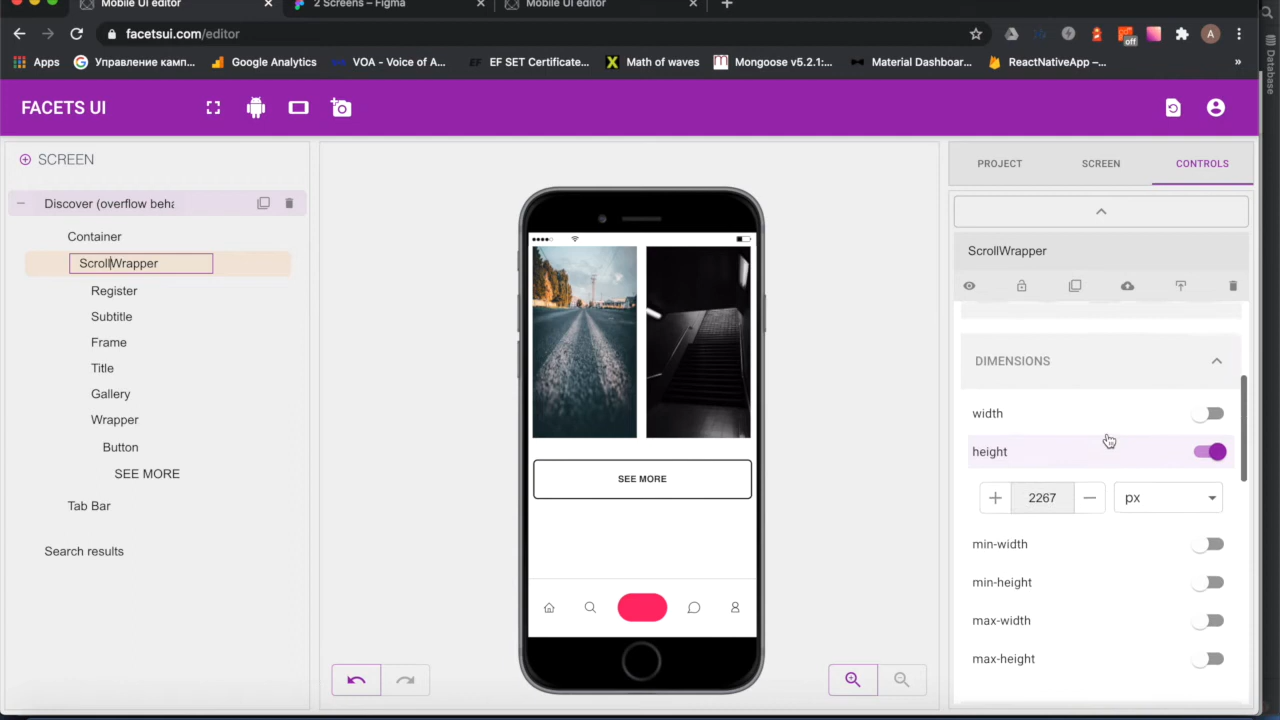 Mobile UI editor
2 Screens – Figma
Mobile UI editor
facetsui.com/editor
A
Apps
Управление камп...
Google Analytics
VOA - Voice of A...
EF EF SET Certificate...
Math of waves
Mongoose v5.2.1:...
Material Dashboar...
ReactNativeApp –...
»
off
Database
FACETS UI
SCREEN
Discover (overflow beha
Container
ScrollWrapper
Register
Subtitle
Frame
Title
Gallery
Wrapper
Button
SEE MORE
Tab Bar
Search results
SEE MORE
PROJECT
SCREEN
CONTROLS
ScrollWrapper
DIMENSIONS
width
height
2267
px
min-width
min-height
max-width
max-height